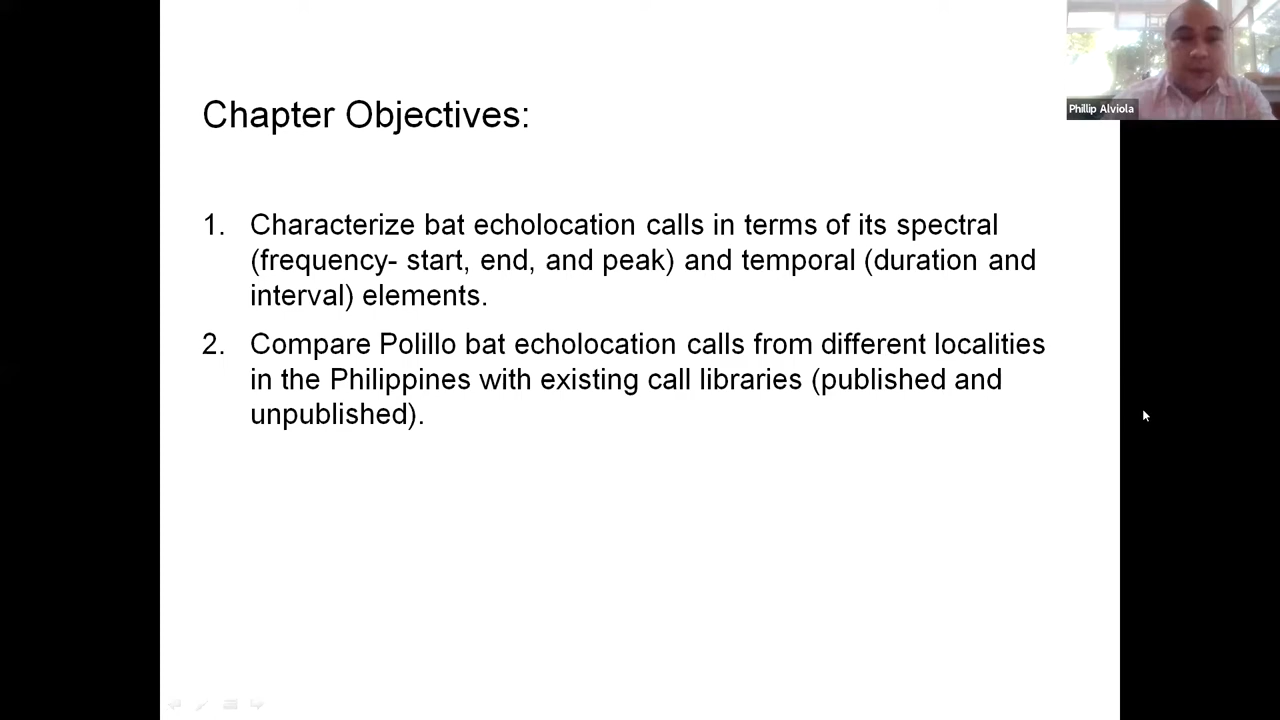 Phillip Alviola
Chapter Objectives:
1. Characterize bat echolocation calls in terms of its spectral
(frequency- start, end, and peak) and temporal (duration and
interval) elements.
2. Compare Polillo bat echolocation calls from different localities
in the Philippines with existing call libraries (published and
unpublished).